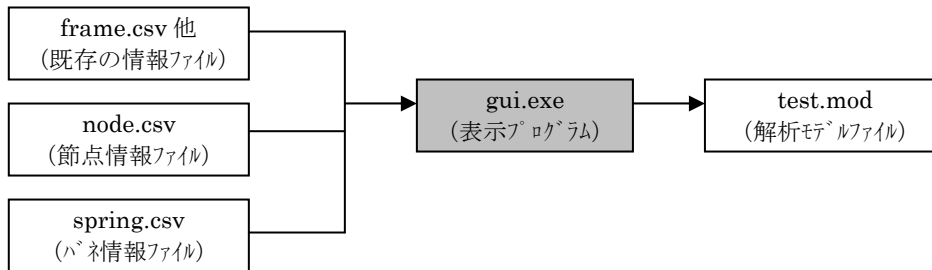 frame.csv 他
(既存の情報ﾌｧｲﾙ)
node.csv
(節点情報ﾌｧｲﾙ)
spring.csv
(ﾊﾞﾈ情報ﾌｧｲﾙ)
gui.exe
(表示ﾌﾟﾛｸﾞﾗﾑ)
test.mod
(解析ﾓﾃﾞﾙﾌｧｲﾙ)